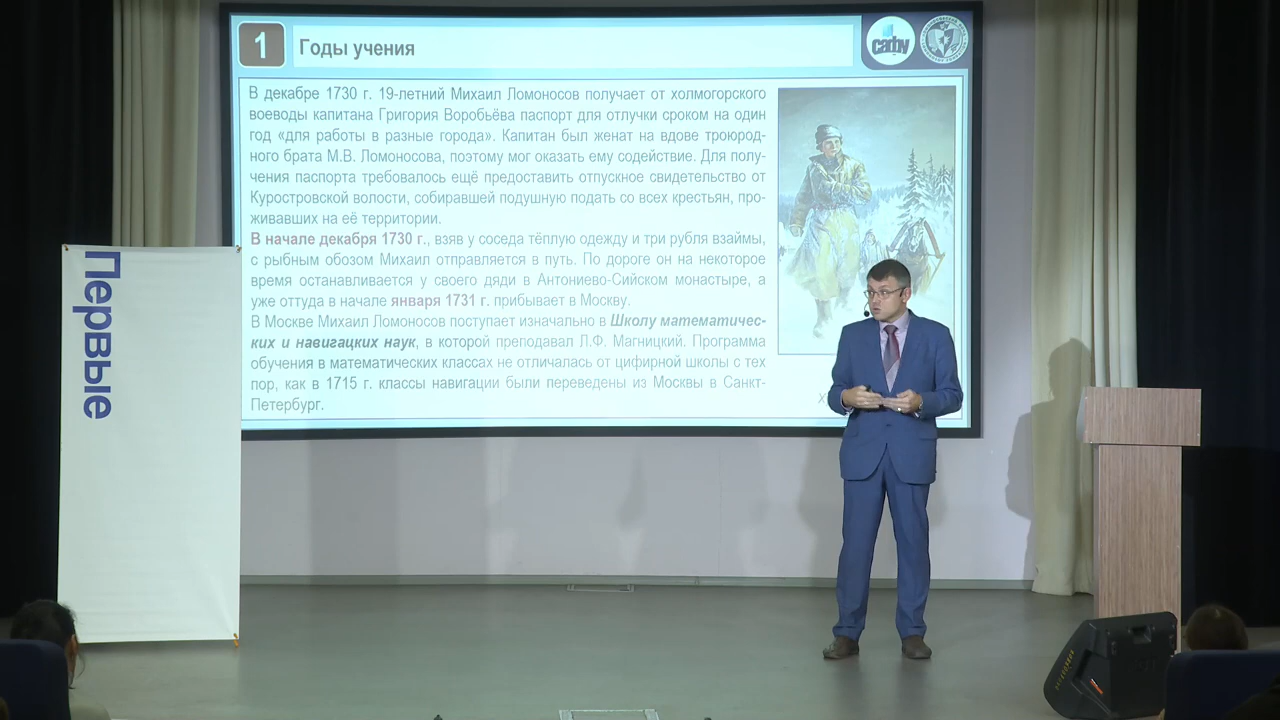 1
Годы учения
сафу
В декабре 1730 г. 19-летний Михаил Ломоносов получает от холмогорского
воеводы капитана Григория Воробьёва паспорт для отлучки сроком на один
год «для работы в разные города». Капитан был женат на вдове троюрод-
ного брата М.В. Ломоносова, поэтому мог оказать ему содействие. Для полу-
чения паспорта требовалось ещё предоставить отпускное свидетельство от
Куростровской волости, собиравшей подушную подать со всех крестьян, про-
живавших на её территории.
В начале декабря 1730 г., взяв у соседа тёплую одежду и три рубля взаймы,
с рыбным обозом Михаил отправляется в путь. По дороге он на некоторое
время останавливается у своего дяди в Антониево-Сийском монастыре, а
уже оттуда в начале января 1731 г. прибывает в Москву.
В Москве Михаил Ломоносов поступает изначально в Школу математичес-
ких и навигацких наук, в которой преподавал Л.Ф. Магницкий. Программа
обучения в математических классах не отличалась от цифирной школы с тех
пор, как в 1715 г. классы навигации были переведены из Москвы в Санкт-
Петербург.
Первые